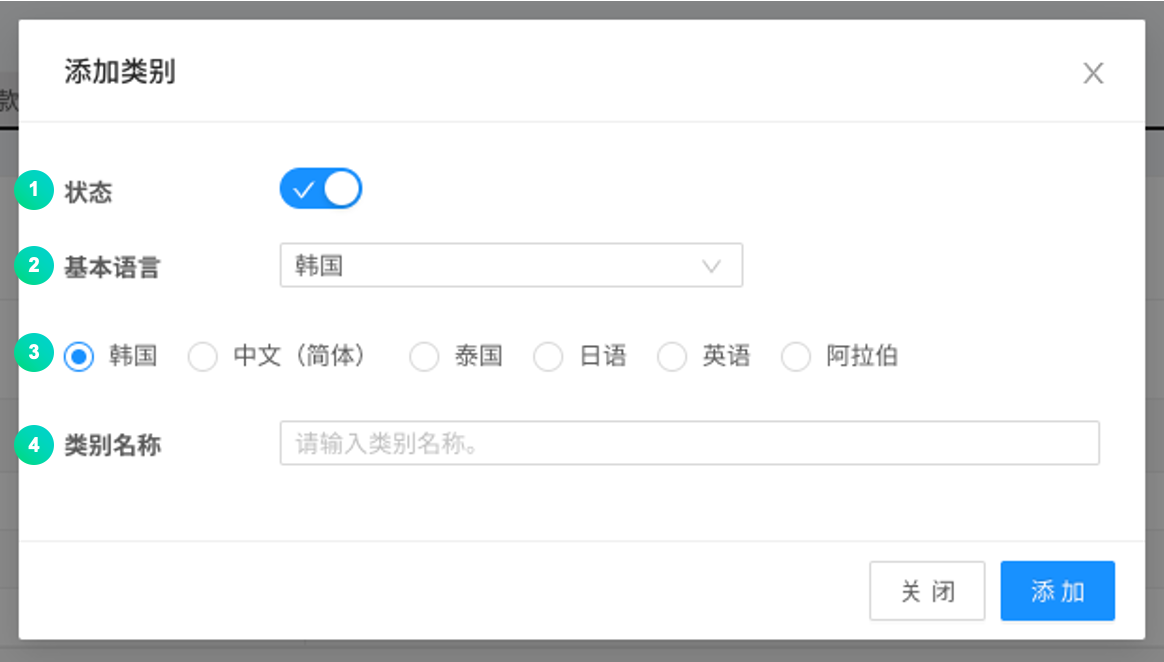 添加类别
款
1 状态
2 基本语言 韩国
3 韩国 中文（简体） 泰国 日语 英语 阿拉伯
4 类别名称 请输入类别名称。
关 闭 添 加